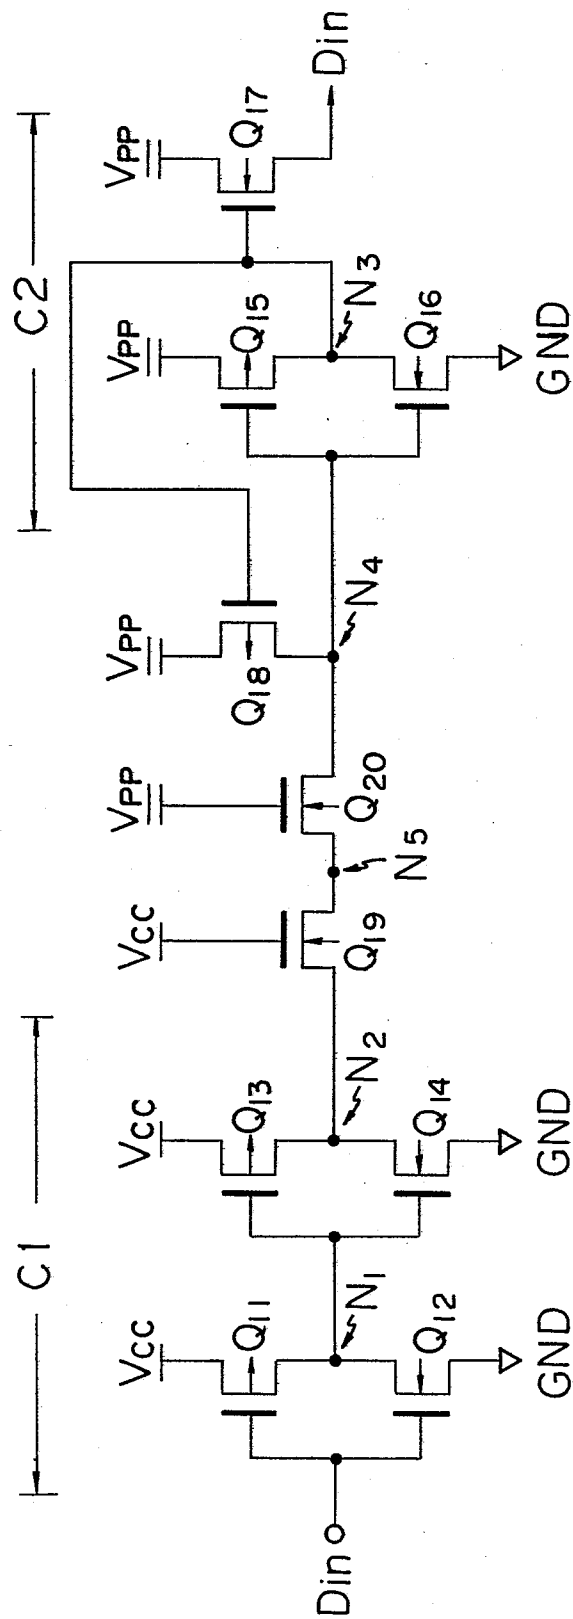 C1
C2
Vcc
Vcc
Vcc
VPP
VPP
VPP
VPP
Q11
Q13
Q18
Q15
Q17
Din
N1
N2
Q19
N5
Q20
N4
N3
Din
Q12
Q14
Q16
GND
GND
GND